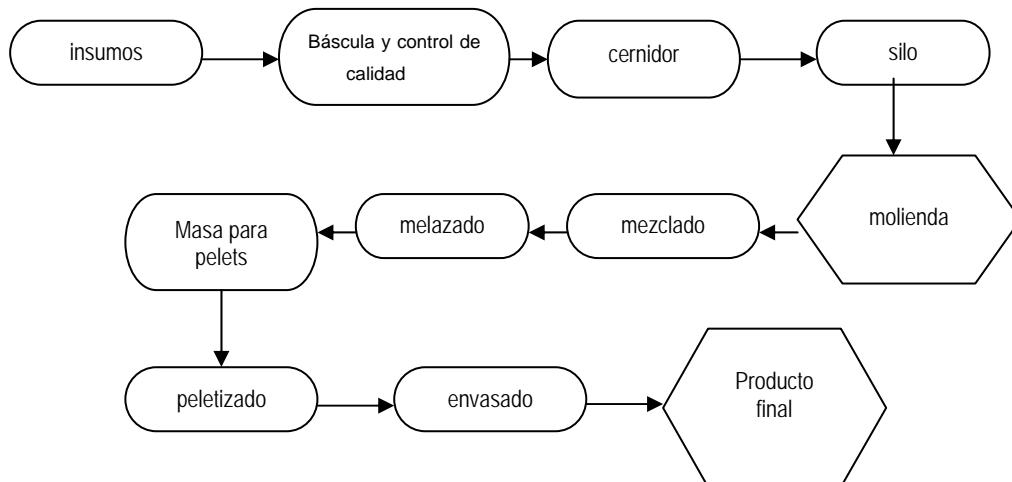 insumos
Báscula y control de
calidad
cernidor
silo
molienda
mezclado
melazado
Masa para
pelets
peletizado
envasado
Producto
final